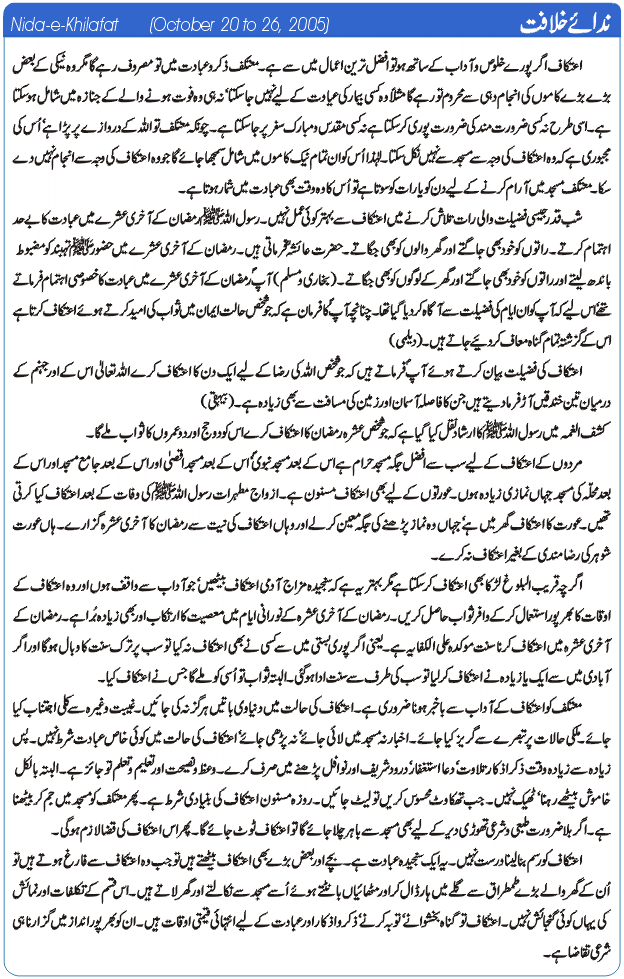 Nida-e-Khilafat (October 20 to 26, 2005) ندائے خلافت
اعتکاف اگر پورے خلوص و آداب کے ساتھ ہو تو افضل ترین اعمال میں سے ہے۔ معتکف ذکر و عبادت میں تو مصروف رہے گا مگر وہ نیکی کے بعض
بڑے بڑے کاموں کی انجام دہی سے محروم تو رہے گا مثلاً وہ کسی بیمار کی عیادت کے لیے نہیں جا سکتا‘ نہ ہی وہ فوت ہونے والے کے جنازہ میں شامل ہو سکتا
ہے۔ اسی طرح نہ کسی ضرورت مند کی ضرورت پوری کر سکتا ہے نہ کسی مقدس و مبارک سفر پر جا سکتا ہے۔ چونکہ معتکف تو اللہ کے دروازے پر پڑا ہے‘ اُس کی
مجبوری ہے کہ وہ اعتکاف کی وجہ سے مسجد سے نہیں نکل سکتا۔ لہٰذا اُس کو ان تمام نیک کاموں میں شامل سمجھا جائے گا جو وہ اعتکاف کی وجہ سے انجام نہیں دے
سکا۔ معتکف مسجد میں آرام کرنے کے لیے دن کو یا رات کو سوتا ہے تو اُس کا وہ وقت بھی عبادت میں شمار ہوتا ہے۔
شب قدر جیسی فضیلت والی رات تلاش کرنے میں اعتکاف سے بہتر کوئی عمل نہیں۔ رسول اللہ ﷺ رمضان کے آخری عشرے میں عبادت کا بے حد
اہتمام کرتے۔ راتوں کو خود بھی جاگتے اور گھر والوں کو بھی جگاتے۔ حضرت عائشہؓ فرماتی ہیں۔ رمضان کے آخری عشرے میں حضور ﷺ تہبند کو مضبوط
باندھ لیتے اور راتوں کو خود بھی جاگتے اور گھر کے لوگوں کو بھی جگاتے۔ (بخاری و مسلم) آپؐ رمضان کے آخری عشرے میں عبادت کا خصوصی اہتمام فرماتے
تھے‘ اس لیے کہ آپ کو ان ایام کی فضیلت سے آگاہ کر دیا گیا تھا۔ چنانچہ آپؐ کا فرمان ہے کہ جو شخص حالت ایمان میں ثواب کی امید کرتے ہوئے اعتکاف کرتا ہے
اس کے گزشتہ تمام گناہ معاف کر دیئے جاتے ہیں۔ (دیلمی)
اعتکاف کی فضیلت بیان کرتے ہوئے آپؐ فرماتے ہیں کہ جو شخص اللہ کی رضا کے لیے ایک دن کا اعتکاف کرے اللہ تعالیٰ اس کے اور جہنم کے
درمیان تین خندقیں آڑ فرما دیتے ہیں جن کا فاصلہ آسمان اور زمین کی مسافت سے بھی زیادہ ہے۔ (بیہقی)
کشف الغمہ میں رسول اللہ ﷺ کا ارشاد نقل کیا گیا ہے کہ جو شخص عشرہ رمضان کا اعتکاف کرے اس کو دو حج اور دو عمروں کا ثواب ملے گا۔
مردوں کے اعتکاف کے لیے سب سے افضل جگہ مسجد حرام ہے اس کے بعد مسجد نبویؐ اس کے بعد مسجد اقصیٰ اور اس کے بعد جامع مسجد اور اس کے
بعد محلّہ کی مسجد جہاں نمازی زیادہ ہوں۔ عورتوں کے لیے بھی اعتکاف مسنون ہے۔ ازواج مطہرات رسول اللہ ﷺ کی وفات کے بعد اعتکاف کیا کرتی
تھیں۔ عورت کا اعتکاف گھر میں ہے‘ جہاں وہ نماز پڑھنے کی جگہ معین کر لے اور وہاں اعتکاف کی نیت سے رمضان کا آخری عشرہ گزارے۔ ہاں عورت
شوہر کی رضامندی کے بغیر اعتکاف نہ کرے۔
اگرچہ قریب البلوغ لڑکا بھی اعتکاف کر سکتا ہے مگر بہتر یہ ہے کہ سنجیدہ مزاج آدمی اعتکاف بیٹھیں‘ جو آداب سے واقف ہوں اور وہ اعتکاف کے
اوقات کا بھرپور استعمال کر کے وافر ثواب حاصل کریں۔ رمضان کے آخری عشرہ کے نورانی ایام میں معصیت کا ارتکاب اور بھی زیادہ بُرا ہے۔ رمضان کے
آخری عشرہ میں اعتکاف کرنا سنت مؤکدہ علی الکفایہ ہے۔ یعنی اگر پوری بستی میں سے کسی نے بھی اعتکاف نہ کیا تو سب پر ترک سنت کا وبال ہوگا اور اگر
آبادی میں سے ایک یا زیادہ نے اعتکاف کر لیا تو سب کی طرف سے سنت ادا ہو گئی۔ البتہ ثواب تو اُسی کو ملے گا جس نے اعتکاف کیا۔
معتکف کو اعتکاف کے آداب سے باخبر ہونا ضروری ہے۔ اعتکاف کی حالت میں دنیاوی باتیں ہرگز نہ کی جائیں۔ غیبت وغیرہ سے کلی اجتناب کیا
جائے۔ ملکی حالات پر تبصرے سے گریز کیا جائے۔ اخبار نہ مسجد میں لائی جائے‘ نہ پڑھی جائے‘ اعتکاف کی حالت میں کوئی خاص عبادت شرط نہیں۔ پس
زیادہ سے زیادہ وقت ذکر اذکار‘ تلاوت‘ دعا استغفار‘ درود شریف اور نوافل پڑھنے میں صرف کرے۔ وعظ و نصیحت اور تعلیم و تعلم تو جائز ہے۔ البتہ بالکل
خاموش بیٹھے رہنا‘ ٹھیک نہیں۔ جب تھکاوٹ محسوس کریں تو لیٹ جائیں۔ روزہ مسنون اعتکاف کی بنیادی شرط ہے۔ پھر معتکف کو مسجد میں جم کر بیٹھنا
ہے۔ اگر بلا ضرورت طبعی و شرعی تھوڑی دیر کے لیے بھی مسجد سے باہر چلا جائے گا تو اعتکاف ٹوٹ جائے گا۔ پھر اس اعتکاف کی قضا لازم ہوگی۔
اعتکاف کو رسم بنا لینا درست نہیں۔ یہ ایک سنجیدہ عبادت ہے۔ بچے اور بعض بڑے بھی اعتکاف بیٹھتے ہیں تو جب وہ اعتکاف سے فارغ ہوتے ہیں تو
اُن کے گھر والے بڑے طمطراق سے گلے میں ہار ڈال کر اور مٹھائیاں بانٹتے ہوئے اُسے مسجد سے نکالتے اور گھر لاتے ہیں۔ اس قسم کے تکلفات اور نمائش
کی یہاں کوئی گنجائش نہیں۔ اعتکاف تو گناہ بخشوانے‘ توبہ کرنے‘ ذکر و اذکار اور عبادت کے لیے انتہائی قیمتی اوقات ہیں۔ ان کو بھرپور انداز میں گزارنا ہی
شرعی تقاضا ہے۔